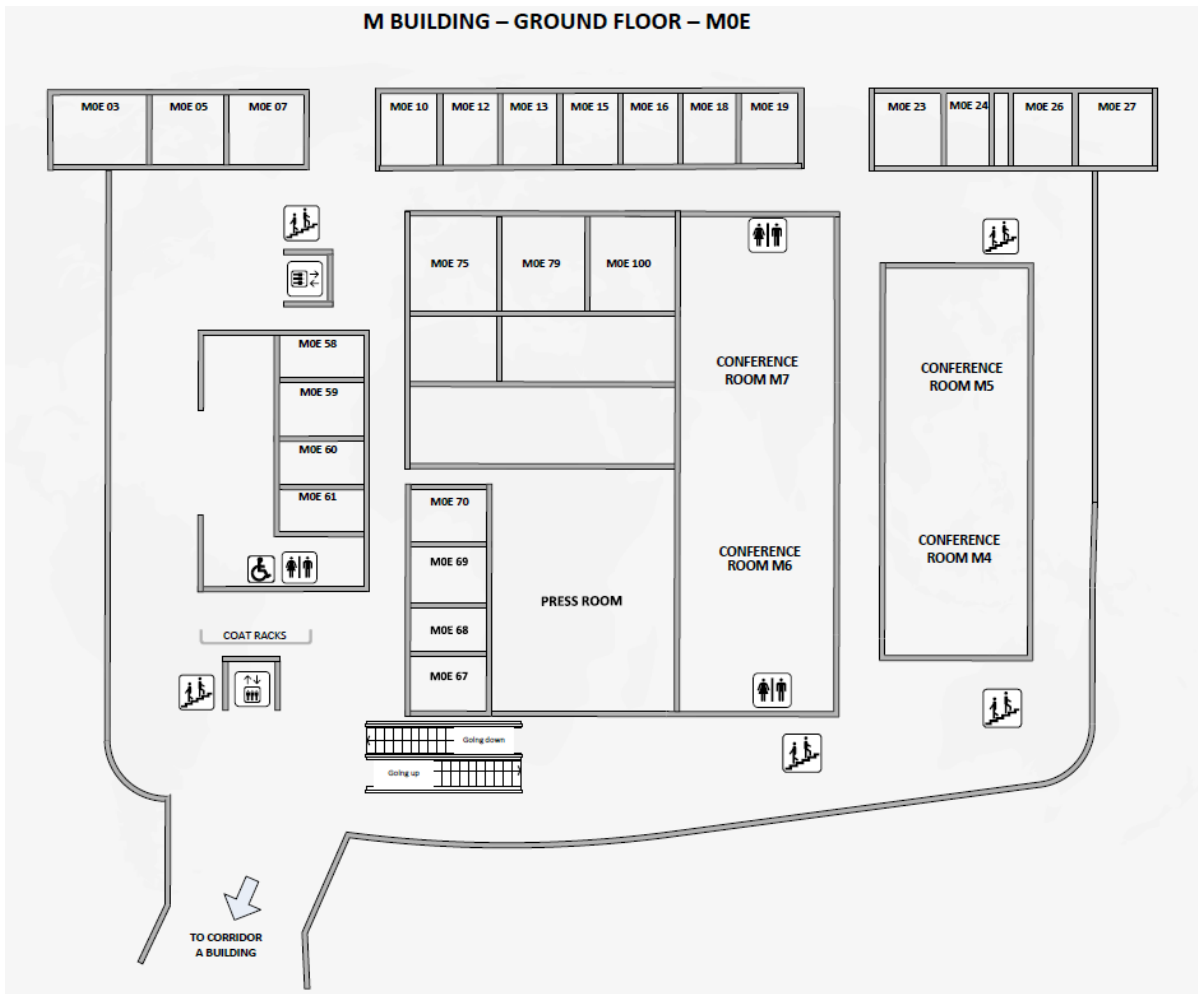 M BUILDING – GROUND FLOOR – M0E
M0E 03
M0E 05
M0E 07
M0E 10
M0E 12
M0E 13
M0E 15
M0E 16
M0E 18
M0E 19
M0E 23
M0E 24
M0E 26
M0E 27
M0E 75
M0E 79
M0E 100
M0E 58
M0E 59
M0E 60
M0E 61
CONFERENCE
ROOM M7
CONFERENCE
ROOM M5
M0E 70
M0E 69
M0E 68
M0E 67
PRESS ROOM
CONFERENCE
ROOM M6
CONFERENCE
ROOM M4
COAT RACKS
Going down
Going up
TO CORRIDOR
A BUILDING